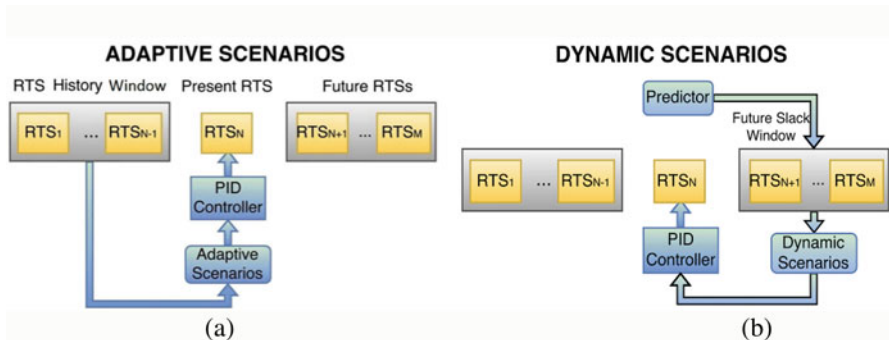 ADAPTIVE SCENARIOS
RTS History Window
Present RTS
Future RTSs
RTS1 ... RTSN-1
RTSN
RTSN+1 ... RTSM
PID
Controller
Adaptive
Scenarios
(a)
DYNAMIC SCENARIOS
Predictor
Future Slack
Window
RTS1 ... RTSN-1
RTSN
RTSN+1 ... RTSM
PID
Controller
Dynamic
Scenarios
(b)